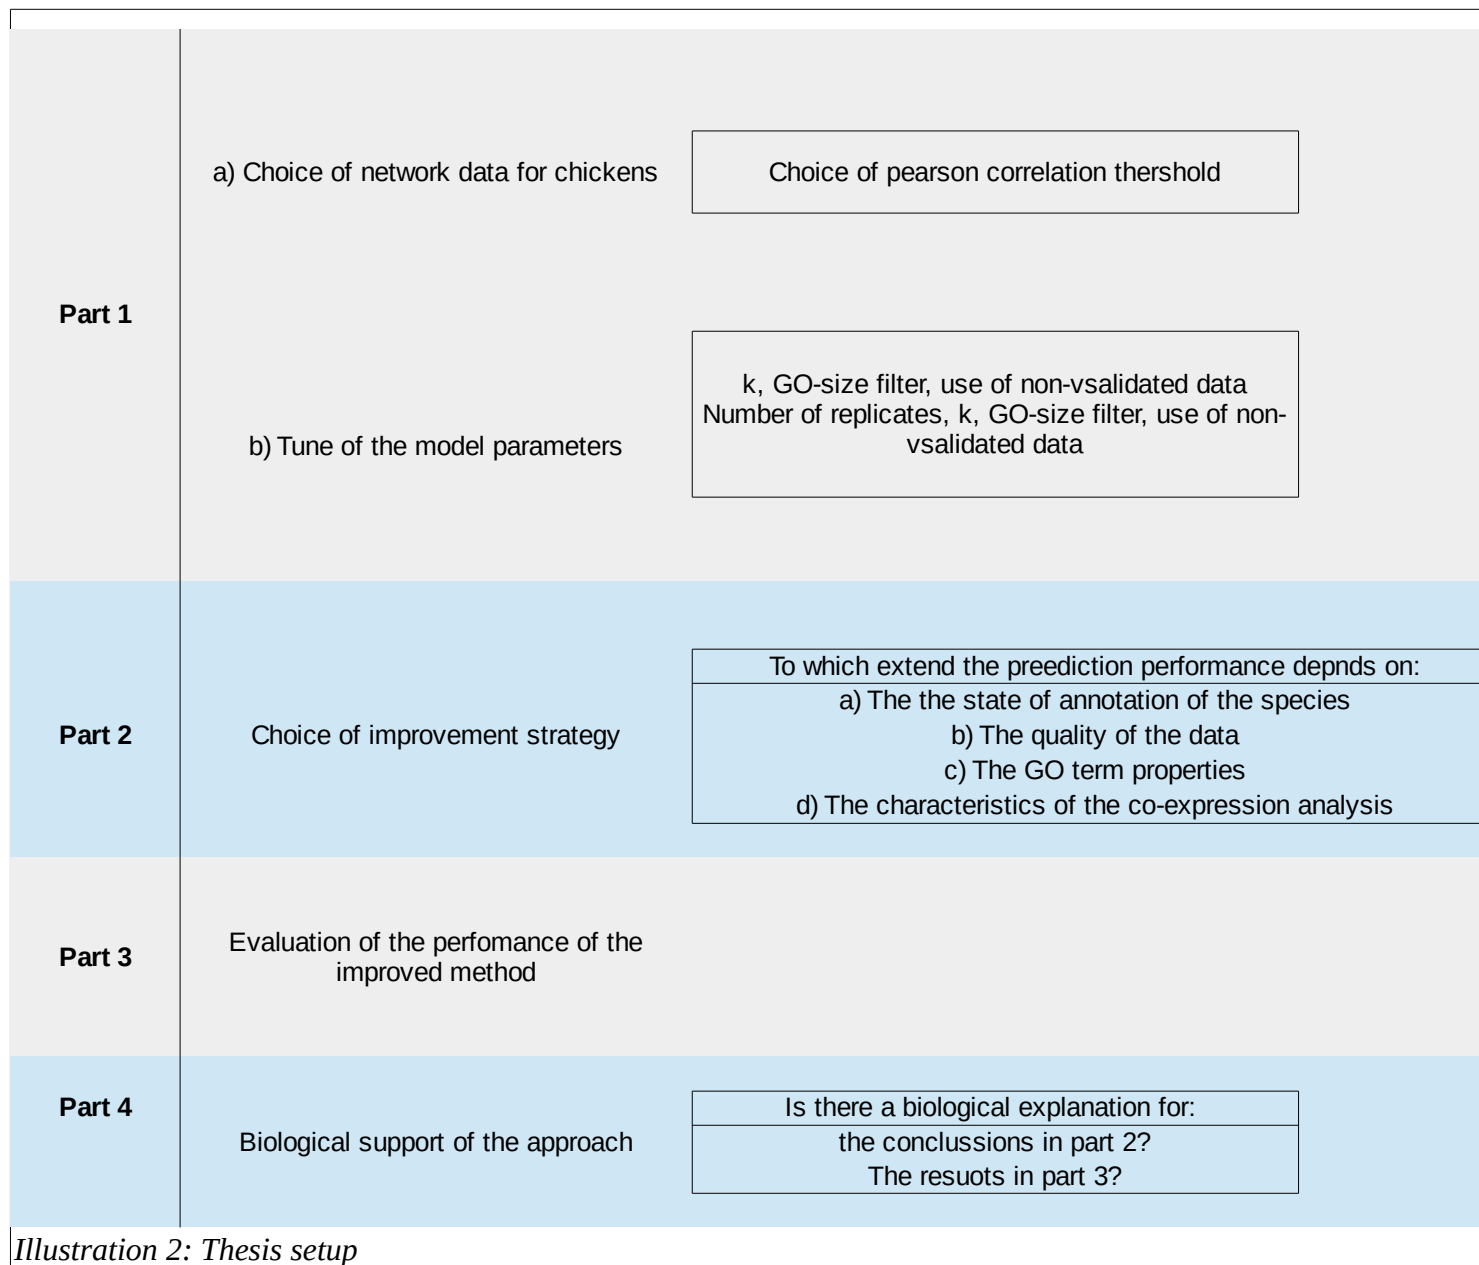 a) Choice of network data for chickens
Choice of pearson correlation thershold
Part 1
k, GO-size filter, use of non-vsalidated data
Number of replicates, k, GO-size filter, use of non-
vsalidated data
b) Tune of the model parameters
To which extend the preediction performance depnds on:
a) The the state of annotation of the species
Part 2
Choice of improvement strategy
b) The quality of the data
c) The GO term properties
d) The characteristics of the co-expression analysis
Part 3
Evaluation of the perfomance of the
improved method
Part 4
Is there a biological explanation for:
Biological support of the approach
the conclussions in part 2?
The resuots in part 3?
Illustration 2: Thesis setup